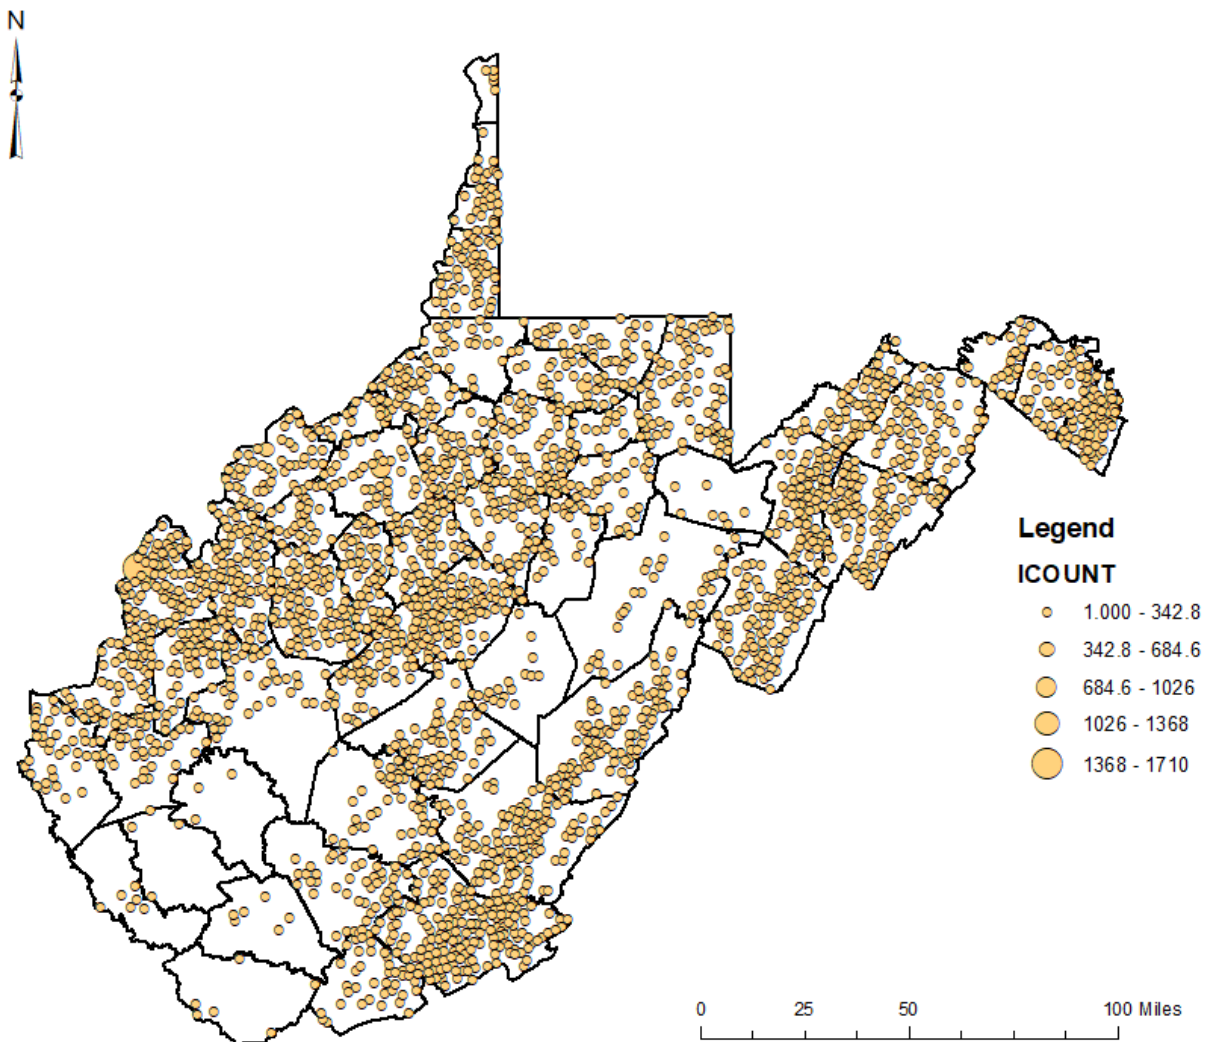 N
Legend
ICOUNT
1.000 - 342.8
342.8 - 684.6
684.6 - 1026
1026 - 1368
1368 - 1710
0 25 50 100 Miles